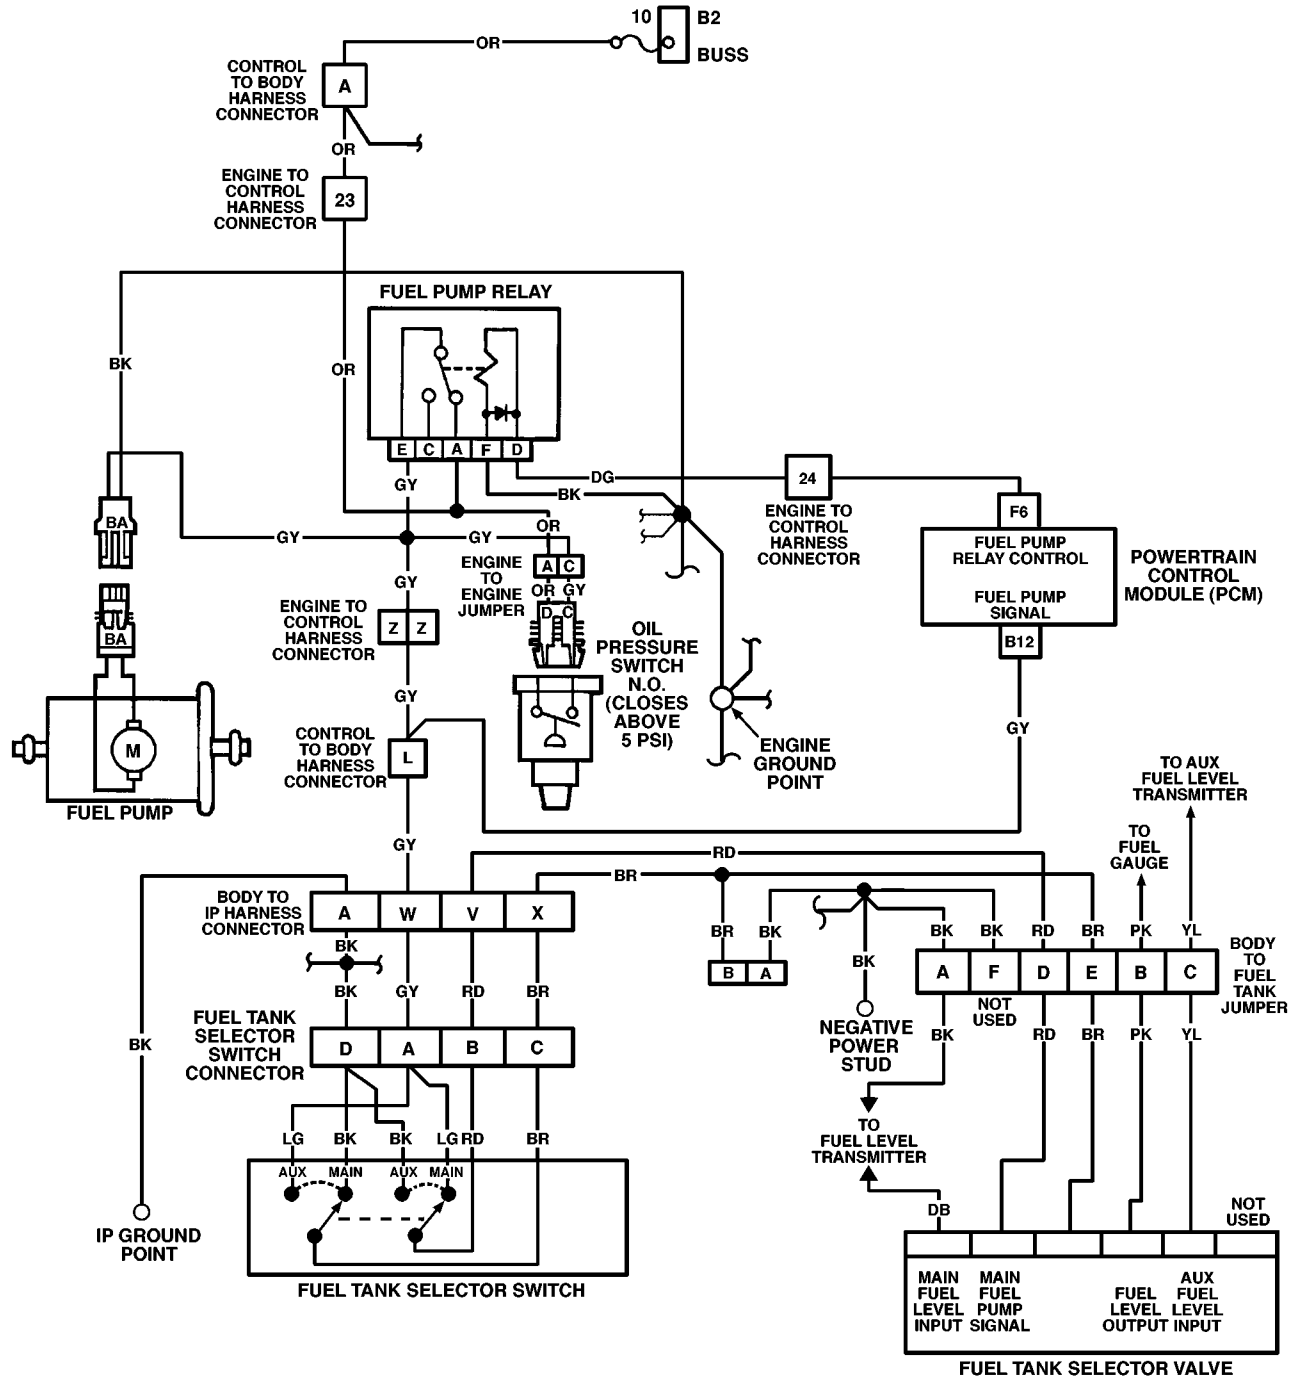 10
B2
BUSS
OR
CONTROL
TO BODY
HARNESS
CONNECTOR
A
OR
ENGINE TO
CONTROL
HARNESS
CONNECTOR
23
FUEL PUMP RELAY
BK
OR
E C A F D
GY
DG
BK
24
ENGINE TO
CONTROL
HARNESS
CONNECTOR
F6
FUEL PUMP
RELAY CONTROL
FUEL PUMP
SIGNAL
B12
POWERTRAIN
CONTROL
MODULE (PCM)
BA
GY
GY
OR
ENGINE
TO
ENGINE
JUMPER
A C
OR GY
D C
GY
ENGINE TO
CONTROL
HARNESS
CONNECTOR
Z Z
BA
OIL
PRESSURE
SWITCH
N.O.
(CLOSES
ABOVE
5 PSI)
GY
CONTROL
TO BODY
HARNESS
CONNECTOR
L
M
FUEL PUMP
ENGINE
GROUND
POINT
GY
TO AUX
FUEL LEVEL
TRANSMITTER
TO
FUEL
GAUGE
GY
RD
BR
BODY TO
IP HARNESS
CONNECTOR
A W V X
BR BK
BK
BK BK RD BR PK YL
A F D E B C
BODY
TO
FUEL
TANK
JUMPER
B A
BK
BK GY RD BR
NOT
USED
NEGATIVE
POWER
STUD
BK RD BR PK YL
FUEL TANK
SELECTOR
SWITCH
CONNECTOR
D A B C
BK
TO
FUEL LEVEL
TRANSMITTER
LG BK BK LG RD BR
AUX MAIN AUX MAIN
DB
NOT
USED
IP GROUND
POINT
FUEL TANK SELECTOR SWITCH
MAIN
FUEL
LEVEL
INPUT
MAIN
FUEL
PUMP
SIGNAL
FUEL
LEVEL
OUTPUT
AUX
FUEL
LEVEL
INPUT
FUEL TANK SELECTOR VALVE